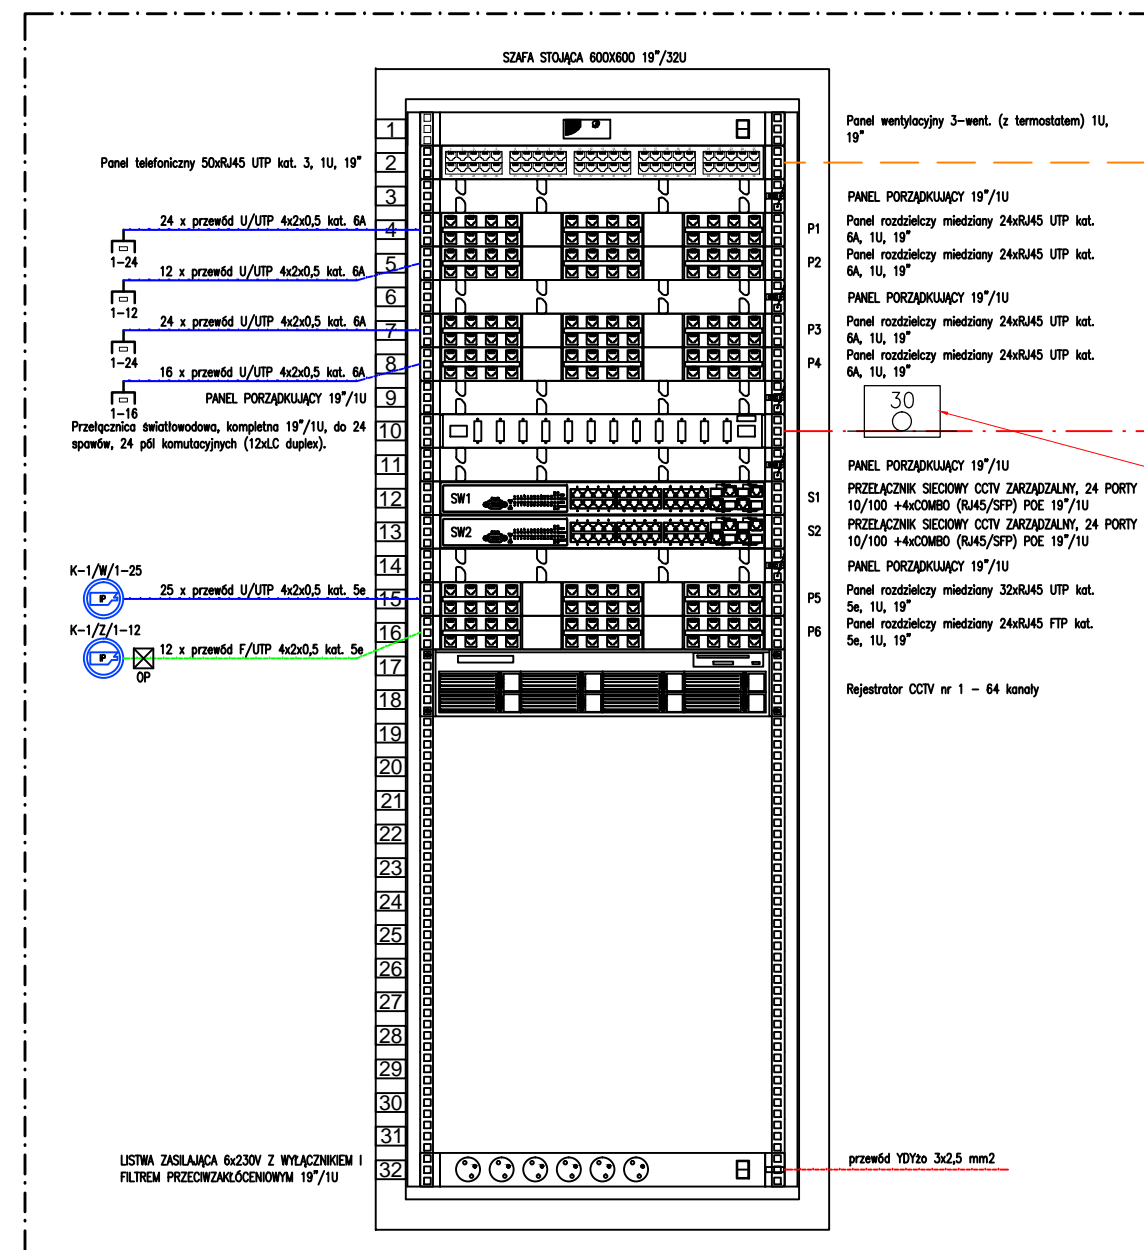 SZAFA STOJĄCA 600X600 19"/32U
1
Panel wentylacyjny 3-went. (z termostatem) 1U,
19"
Panel telefoniczny 50xRJ45 UTP kat. 3, 1U, 19"
2
3
PANEL PORZĄDKUJĄCY 19"/1U
24 x przewód U/UTP 4x2x0,5 kat. 6A
1-24
4
P1
Panel rozdzielczy miedziany 24xRJ45 UTP kat.
6A, 1U, 19"
12 x przewód U/UTP 4x2x0,5 kat. 6A
1-12
5
P2
Panel rozdzielczy miedziany 24xRJ45 UTP kat.
6A, 1U, 19"
6
PANEL PORZĄDKUJĄCY 19"/1U
24 x przewód U/UTP 4x2x0,5 kat. 6A
1-24
7
P3
Panel rozdzielczy miedziany 24xRJ45 UTP kat.
6A, 1U, 19"
16 x przewód U/UTP 4x2x0,5 kat. 6A
1-16
8
P4
Panel rozdzielczy miedziany 24xRJ45 UTP kat.
6A, 1U, 19"
PANEL PORZĄDKUJĄCY 19"/1U
9
30
Przełącznica światłowodowa, kompletna 19"/1U, do 24
spawów, 24 pól komutacyjnych (12xLC duplex).
10
11
PANEL PORZĄDKUJĄCY 19"/1U
12
SW1
S1
PRZEŁĄCZNIK SIECIOWY CCTV ZARZĄDZALNY, 24 PORTY
10/100 +4xCOMBO (RJ45/SFP) POE 19"/1U
13
SW2
S2
PRZEŁĄCZNIK SIECIOWY CCTV ZARZĄDZALNY, 24 PORTY
10/100 +4xCOMBO (RJ45/SFP) POE 19"/1U
14
PANEL PORZĄDKUJĄCY 19"/1U
K-1/W/1-25
IP
25 x przewód U/UTP 4x2x0,5 kat. 5e
15
P5
Panel rozdzielczy miedziany 32xRJ45 UTP kat.
5e, 1U, 19"
K-1/Z/1-12
IP
OP
12 x przewód F/UTP 4x2x0,5 kat. 5e
16
P6
Panel rozdzielczy miedziany 24xRJ45 FTP kat.
5e, 1U, 19"
17
18
Rejestrator CCTV nr 1 - 64 kanały
19
20
21
22
23
24
25
26
27
28
29
30
31
LISTWA ZASILAJĄCA 6x230V Z WYŁĄCZNIKIEM I
FILTREM PRZECIWZAKŁÓCENIOWYM 19"/1U
32
przewód YDYżo 3x2,5 mm2